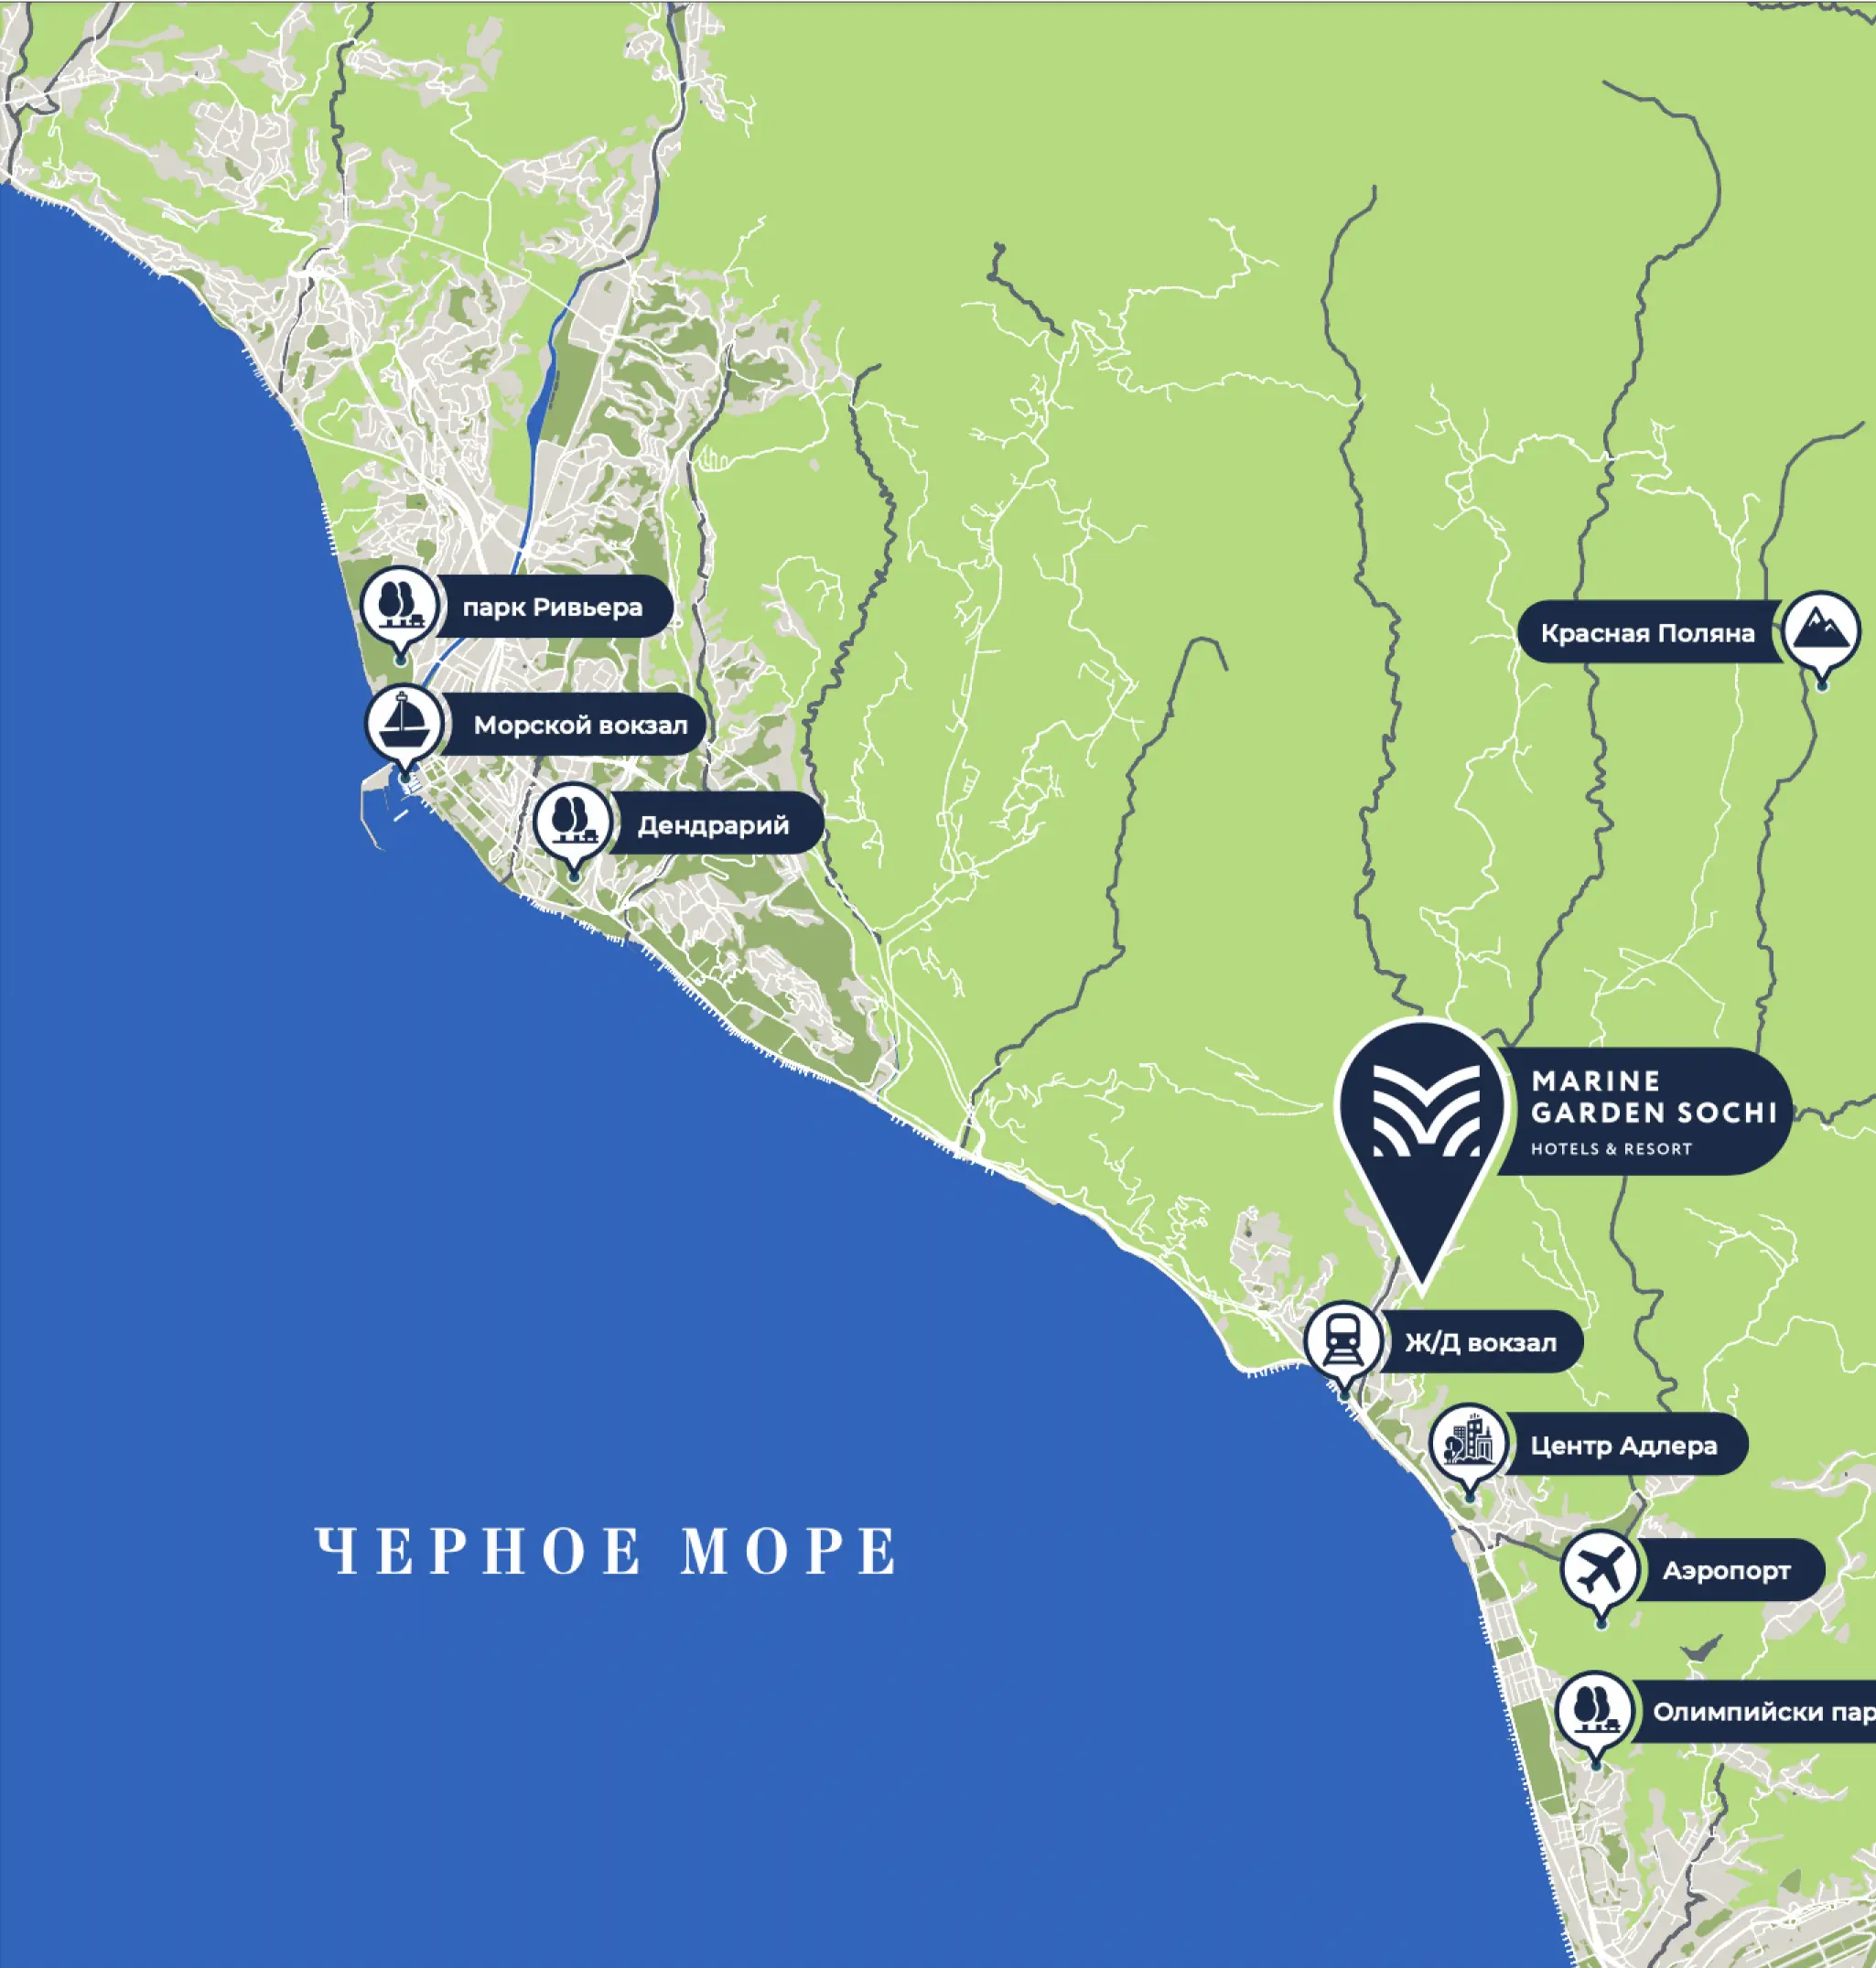 парк Ривьера
Красная Поляна
Морской вокзал
Дендрарий
MARINE
GARDEN SOCHI
HOTELS & RESORT
Ж/Д вокзал
Центр Адлера
ЧЕРНОЕ МОРЕ
Аэропорт
Олимпийски пар